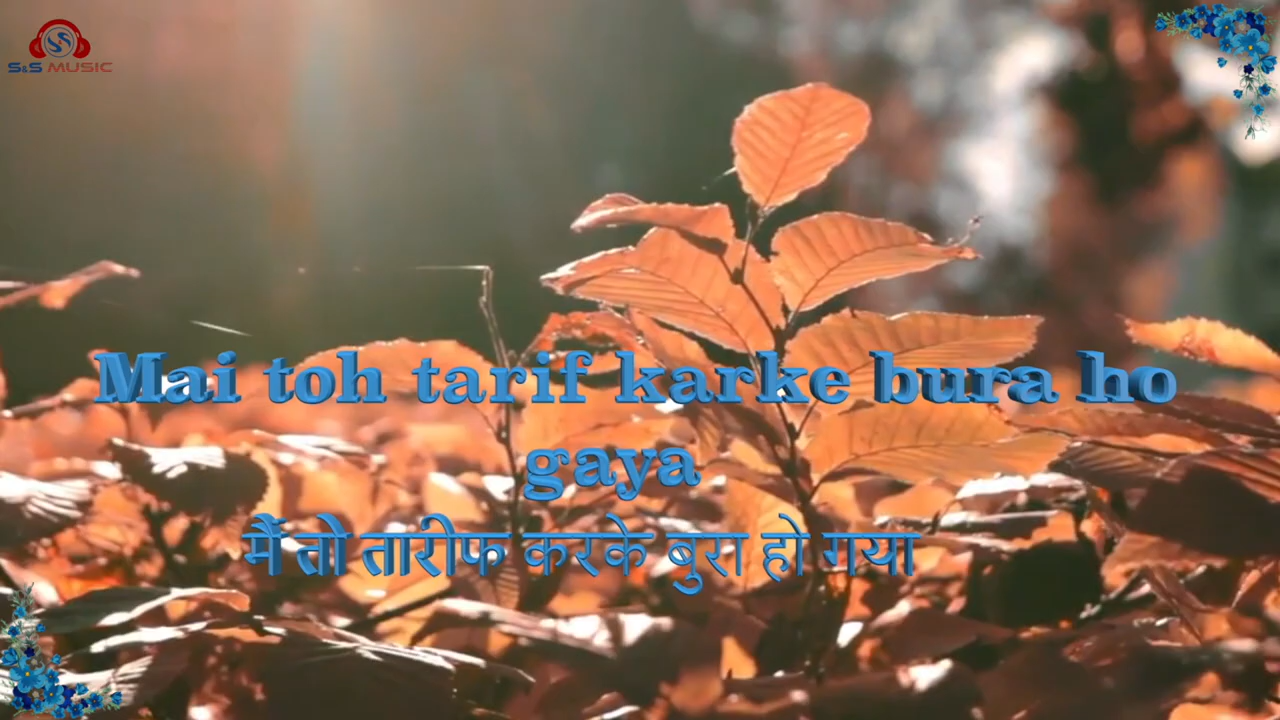 S&S MUSIC
Mai toh tarif karke bura ho
gaya
मैं तो तारीफ करके बुरा हो गया